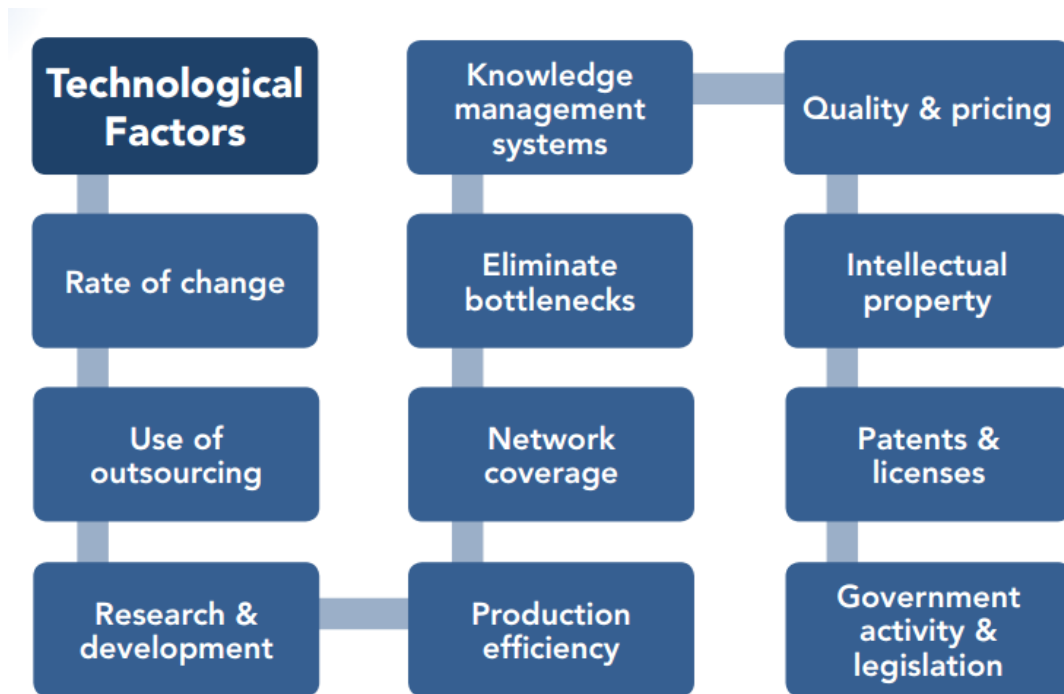 Technological
Factors
Rate of change
Use of
outsourcing
Research &
development
Production
efficiency
Network
coverage
Eliminate
bottlenecks
Knowledge
management
systems
Quality & pricing
Intellectual
property
Patents &
licenses
Government
activity &
legislation